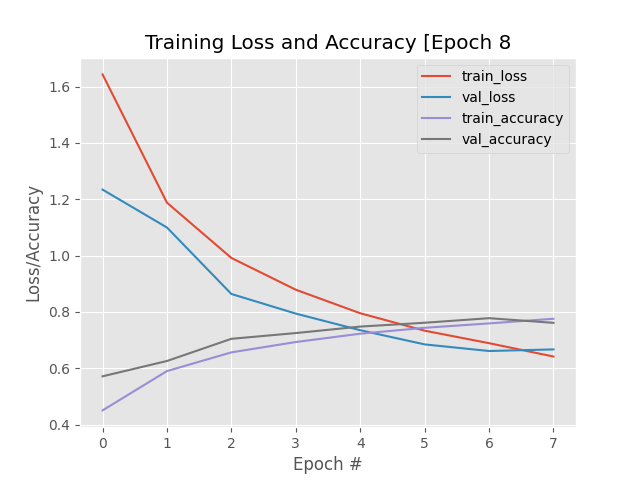 Training Loss and Accuracy [Epoch 8
train_loss
val_loss
train_accuracy
val_accuracy
Loss/Accuracy
1.6
1.4
1.2
1.0
0.8
0.6
0.4
0 1 2 3 4 5 6 7
Epoch #